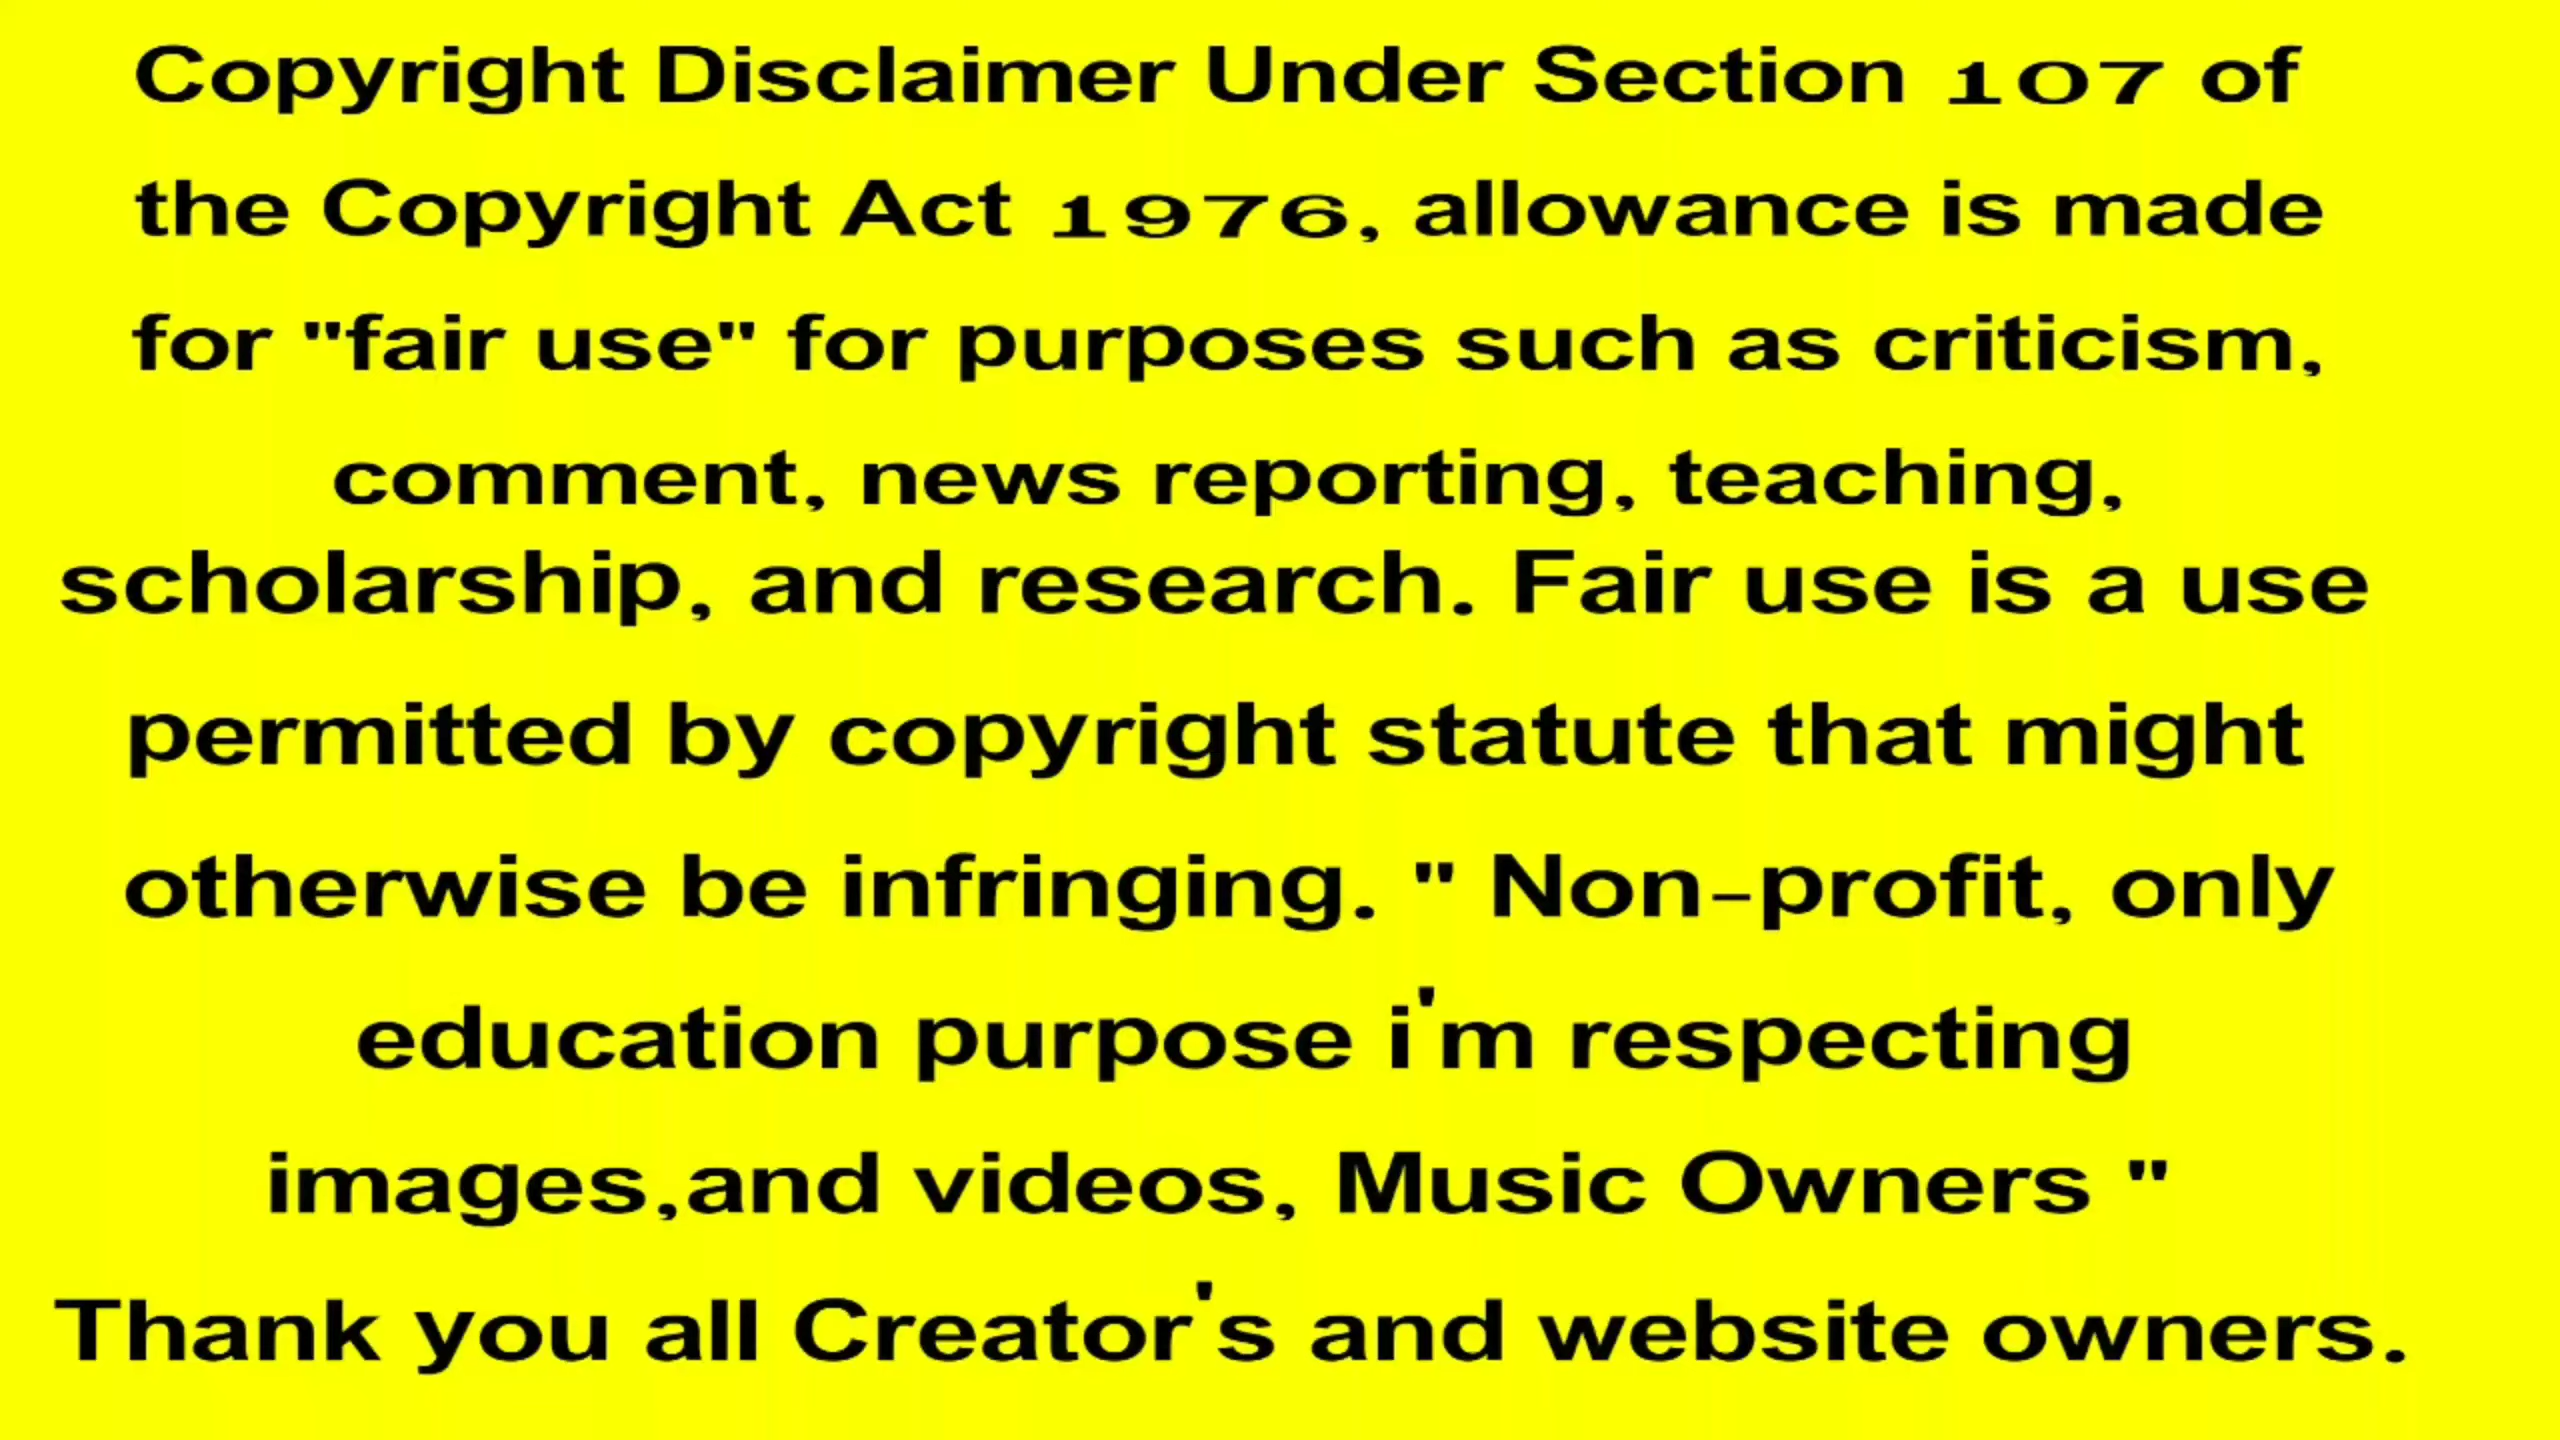 Copyright Disclaimer Under Section 107 of
the Copyright Act 1976, allowance is made
for "fair use" for purposes such as criticism,
comment, news reporting, teaching,
scholarship, and research. Fair use is a use
permitted by copyright statute that might
otherwise be infringing. " Non-profit, only
education purpose i'm respecting
images,and videos, Music Owners "
Thank you all Creator's and website owners.